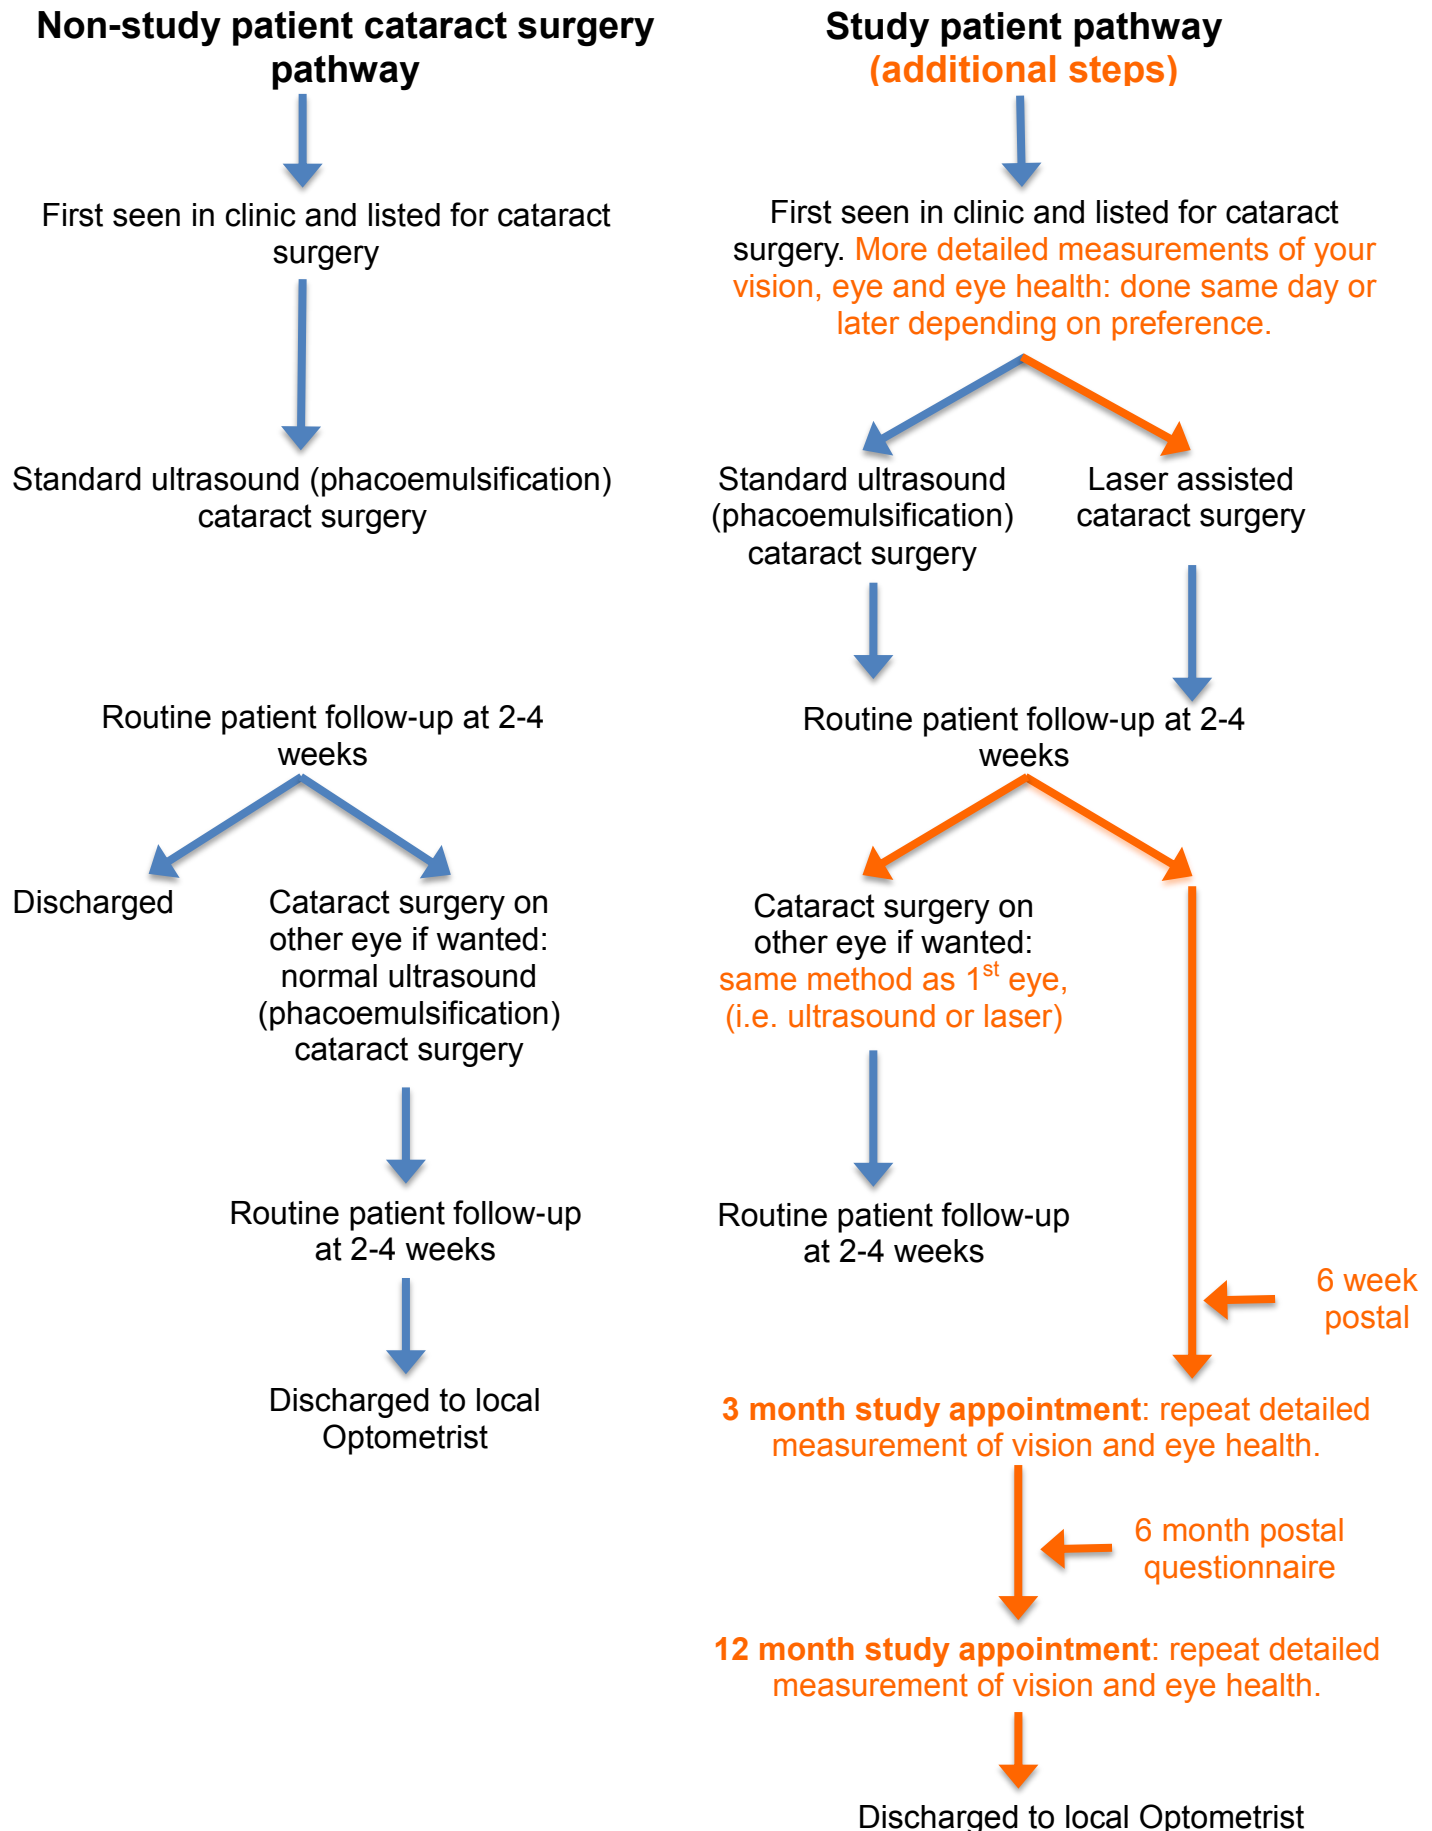 Non-study patient cataract surgery
pathway
First seen in clinic and listed for cataract
surgery
Standard ultrasound (phacoemulsification)
cataract surgery
Routine patient follow-up at 2-4
weeks
Discharged
Cataract surgery on
other eye if wanted:
normal ultrasound
(phacoemulsification)
cataract surgery
Routine patient follow-up
at 2-4 weeks
Discharged to local
Optometrist
Study patient pathway
(additional steps)
First seen in clinic and listed for cataract
surgery. More detailed measurements of your
vision, eye and eye health: done same day or
later depending on preference.
Standard ultrasound
(phacoemulsification)
cataract surgery
Laser assisted
cataract surgery
Routine patient follow-up at 2-4
weeks
Cataract surgery on
other eye if wanted:
same method as 1st eye,
(i.e. ultrasound or laser)
Routine patient follow-up
at 2-4 weeks
6 week
postal
3 month study appointment: repeat detailed
measurement of vision and eye health.
6 month postal
questionnaire
12 month study appointment: repeat detailed
measurement of vision and eye health.
Discharged to local Optometrist